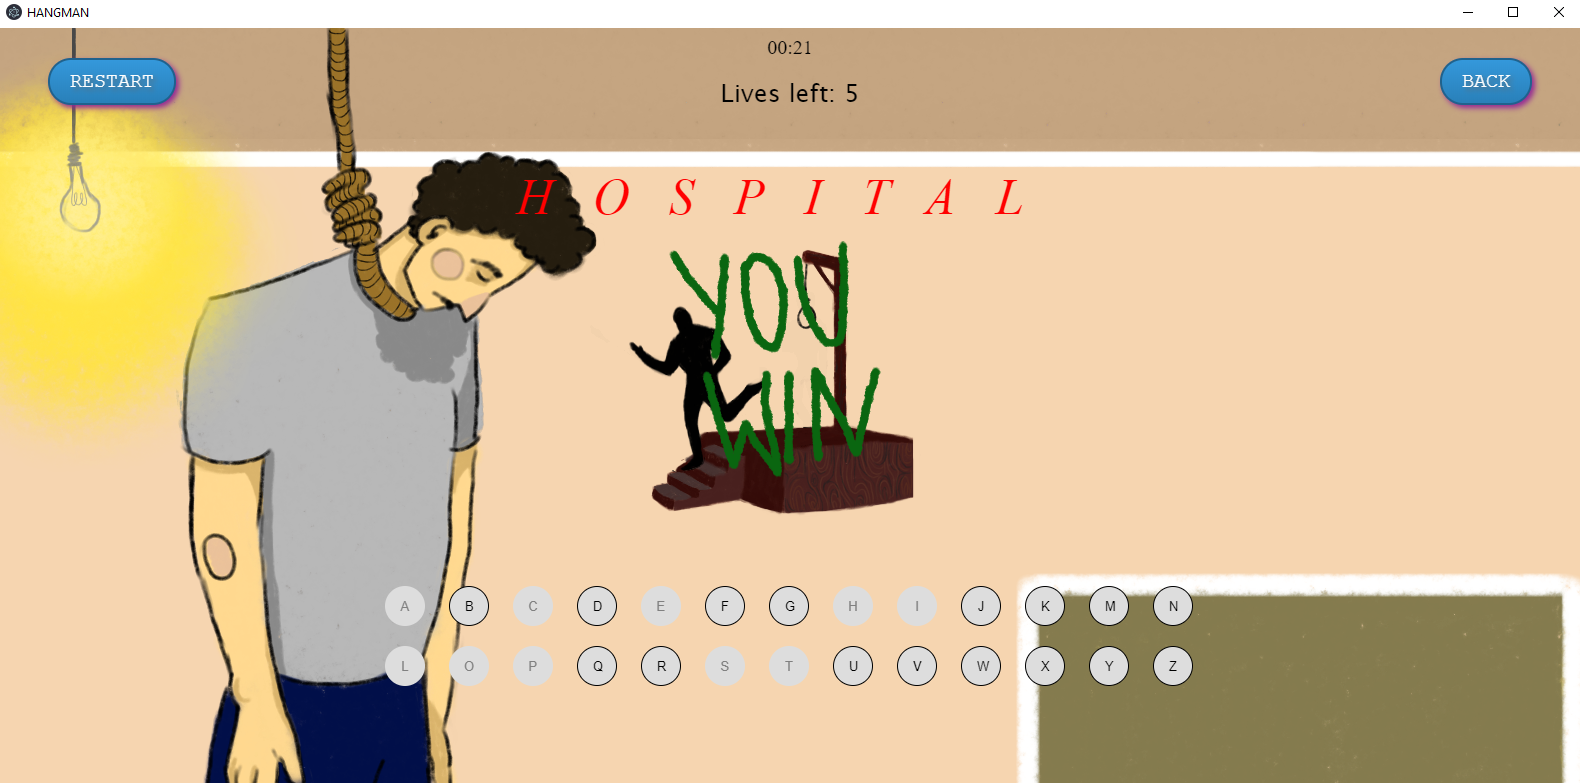 HANGMAN
00:21
RESTART
BACK
Lives left: 5
H O S P I T A L
YOU
WIN
A B C D E F G H I J K M N
L O P Q R S T U V W X Y Z